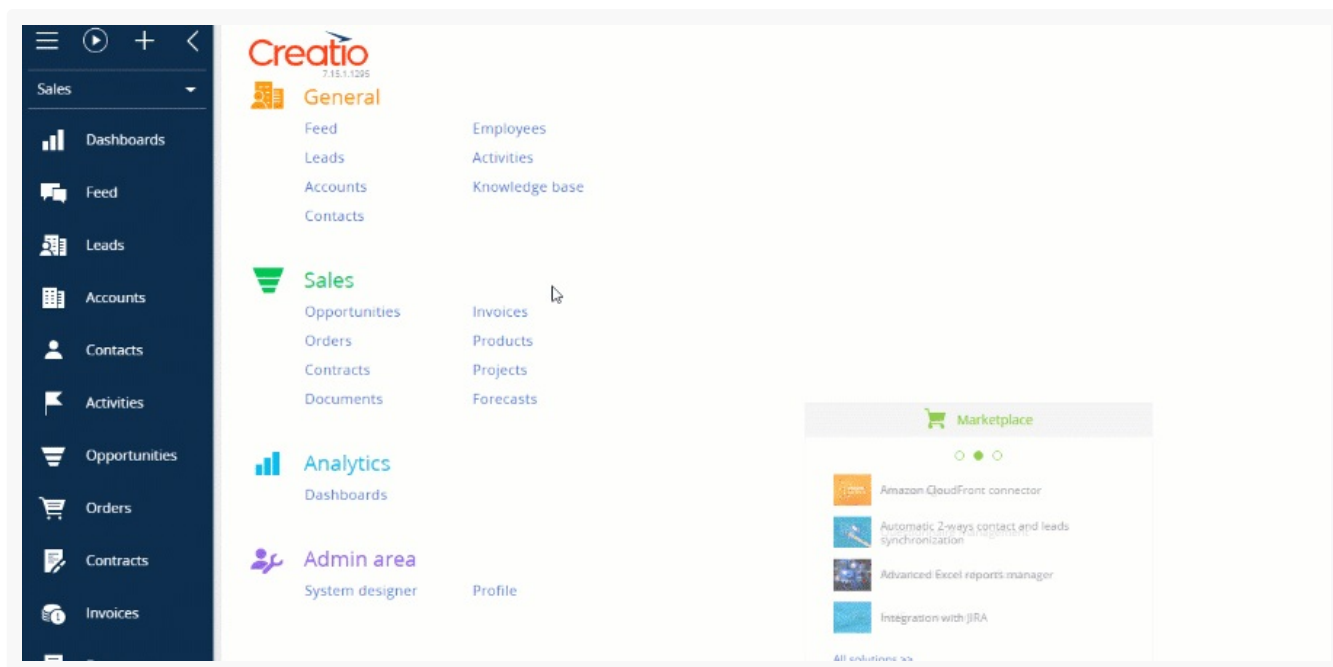 Sales
Dashboards
Feed
Leads
Accounts
Contacts
Activities
Opportunities
Orders
Contracts
Invoices
Creatio
7.15.1.1295
General
Feed
Employees
Leads
Activities
Accounts
Knowledge base
Contacts
Sales
Opportunities
Invoices
Orders
Products
Contracts
Projects
Documents
Forecasts
Analytics
Dashboards
Admin area
System designer
Profile
Marketplace
Amazon CloudFront connector
Automatic 2-ways contact and leads
synchronization
Advanced Excel reports manager
Integration with JIRA
All solutions >>